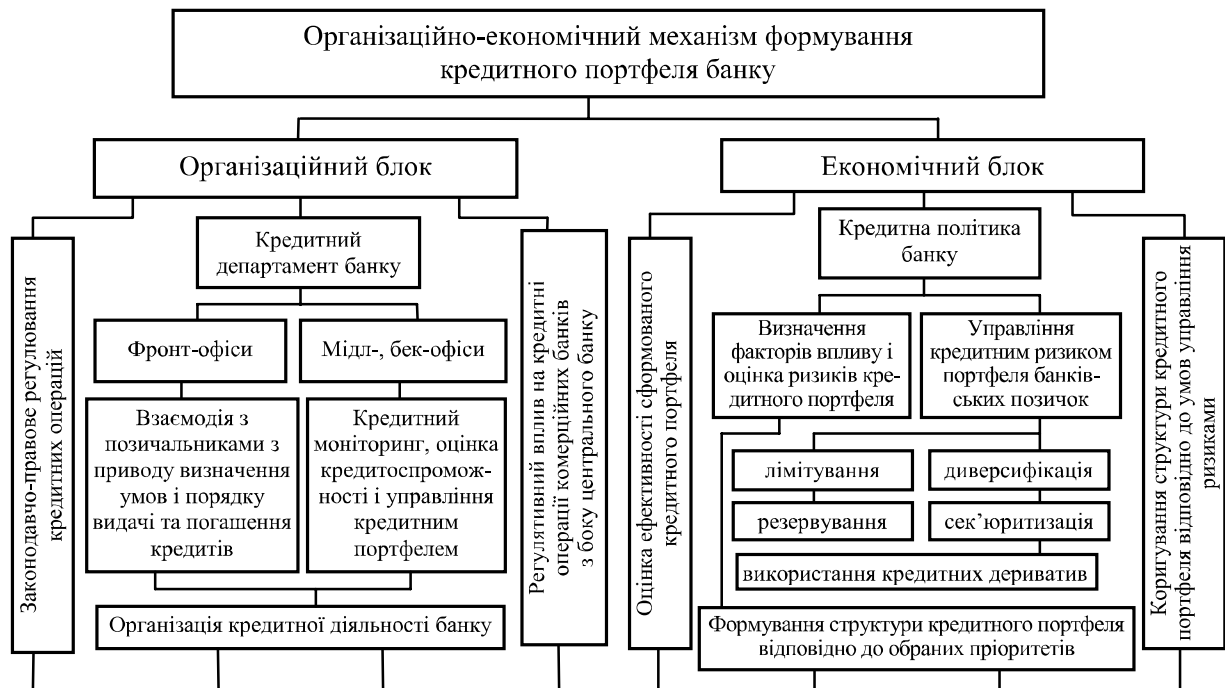 Організаційно-економічний механізм формування
кредитного портфеля банку
Організаційний блок
Економічний блок
Законодавчо-правове регулювання
кредитних операцій
Кредитний
департамент банку
Фронт-офіси
Мідл-, бек-офіси
Взаємодія з
позичальниками з
приводу визначення
умов і порядку
видачі та погашення
кредитів
Кредитний
моніторинг, оцінка
кредитоспромож-
ності і управління
кредитним
портфелем
Організація кредитної діяльності банку
Регулятивний вплив на кредитні
операції комерційних банків
з боку центрального банку
Оцінка ефективності сформованого
кредитного портфеля
Кредитна політика
банку
Визначення
факторів впливу і
оцінка ризиків кре-
дитного портфеля
Управління
кредитним ризиком
портфеля банків-
ських позичок
лімітування
диверсифікація
резервування
сек’юритизація
використання кредитних дериватив
Формування структури кредитного портфеля
відповідно до обраних пріоритетів
Коригування структури кредитного
портфеля відповідно до умов управління
ризиками